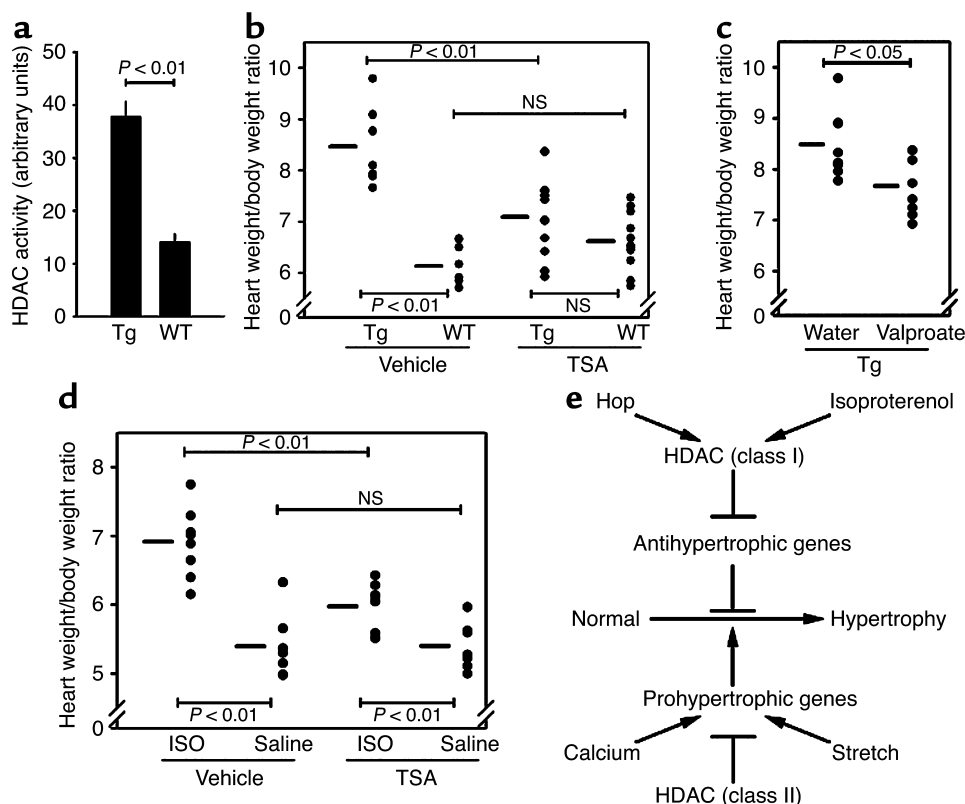 a
HDAC activity (arbitrary units)
50
40
30
20
10
0
P < 0.01
Tg WT
b
Heart weight/body weight ratio
10
9
8
7
6
0
P < 0.01
NS
P < 0.01
NS
Tg WT Tg WT
Vehicle TSA
c
Heart weight/body weight ratio
10
9
8
7
6
0
P < 0.05
Water Valproate
Tg
d
Heart weight/body weight ratio
8
7
6
5
0
P < 0.01
NS
P < 0.01
P < 0.01
ISO Saline ISO Saline
Vehicle TSA
e
Hop Isoproterenol
HDAC (class I)
Antihypertrophic genes
Normal Hypertrophy
Prohypertrophic genes
Calcium Stretch
HDAC (class II)